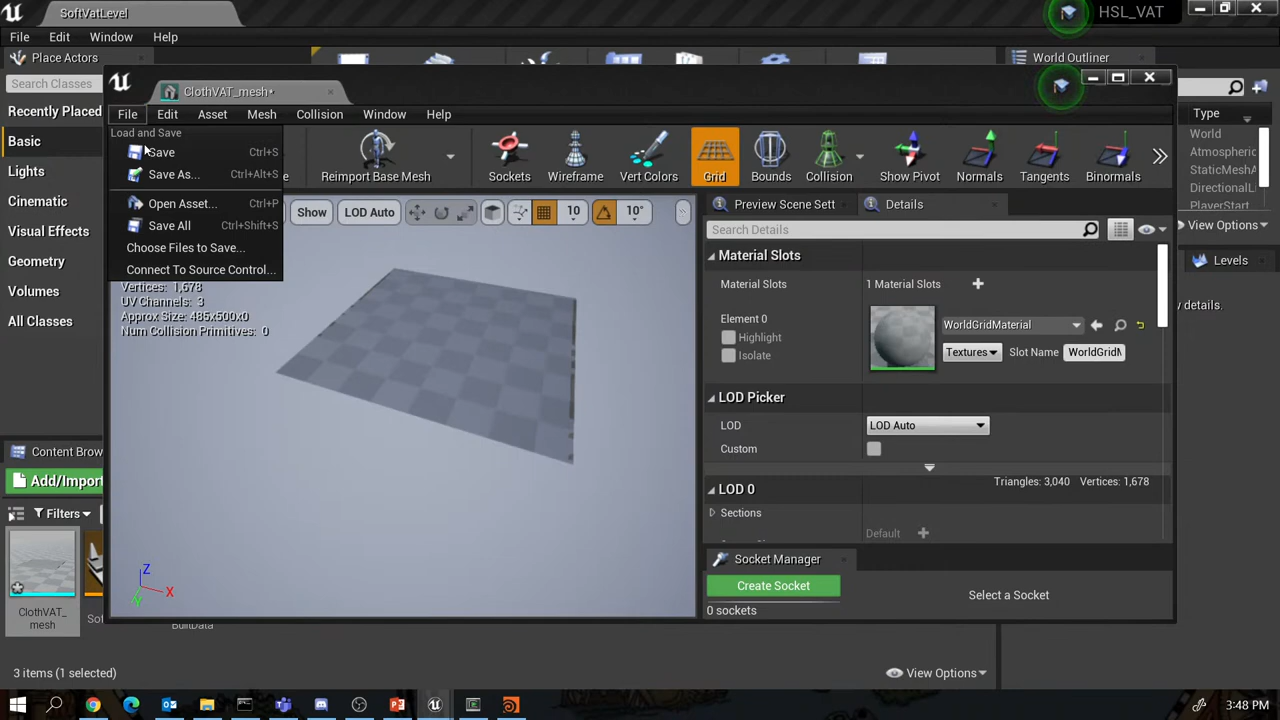 SoftVatLevel
HSL_VAT
File Edit Window Help
Place Actors
World Outliner
Search Classes
Recently Placed
Basic
Lights
Cinematic
Visual Effects
Geometry
Volumes
All Classes
ClothVAT_mesh•
File Edit Asset Mesh Collision Window Help
Load and Save
Save Ctrl+S
Save As... Ctrl+Alt+S
Open Asset... Ctrl+P
Save All Ctrl+Shift+S
Choose Files to Save...
Connect To Source Control...
Reimport Base Mesh
Sockets
Wireframe
Vert Colors
Grid
Bounds
Collision
Show Pivot
Normals
Tangents
Binormals
Show
LOD Auto
10
10°
Vertices: 1,678
UV Channels: 3
Approx Size: 485x500x0
Num Collision Primitives: 0
Z
X
Y
Preview Scene Sett
Details
Search Details
Material Slots
Material Slots 1 Material Slots
Element 0
Highlight
Isolate
WorldGridMaterial
Textures
Slot Name WorldGridM
LOD Picker
LOD LOD Auto
Custom
LOD 0
Triangles: 3,040 Vertices: 1,678
Sections
Default
Socket Manager
Create Socket
0 sockets
Select a Socket
Type
World
Atmospheric
StaticMeshA
DirectionalL
PlayerStart
View Options
Levels
details.
Content Brow
Add/Import
Filters
ClothVAT_
mesh
So
BuiltData
3 items (1 selected)
View Options
3:48 PM